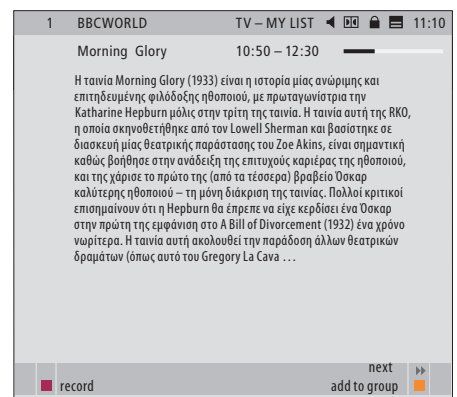 1 BBCWORLD TV – MY LIST 11:10
Morning Glory 10:50 – 12:30
Η ταινία Morning Glory (1933) είναι η ιστορία μίας ανώριμης και
επιτηδευμένης φιλόδοξης ηθοποιού, με πρωταγωνίστρια την
Katharine Hepburn μόλις στην τρίτη της ταινία. Η ταινία αυτή της RKO,
η οποία σκηνοθετήθηκε από τον Lowell Sherman και βασίστηκε σε
διασκευή μίας θεατρικής παράστασης του Zoe Akins, είναι σημαντική
καθώς βοήθησε στην ανάδειξη της επιτυχούς καριέρας της ηθοποιού,
και της χάρισε το πρώτο της (από τα τέσσερα) βραβείο Όσκαρ
καλύτερης ηθοποιού – τη μόνη διάκριση της ταινίας. Πολλοί κριτικοί
επισημαίνουν ότι η Hepburn θα έπρεπε να είχε κερδίσει ένα Όσκαρ
στην πρώτη της εμφάνιση στο A Bill of Divorcement (1932) ένα χρόνο
νωρίτερα. Η ταινία αυτή ακολουθεί την παράδοση άλλων θεατρικών
δραμάτων (όπως αυτό του Gregory La Cava …
next
record add to group